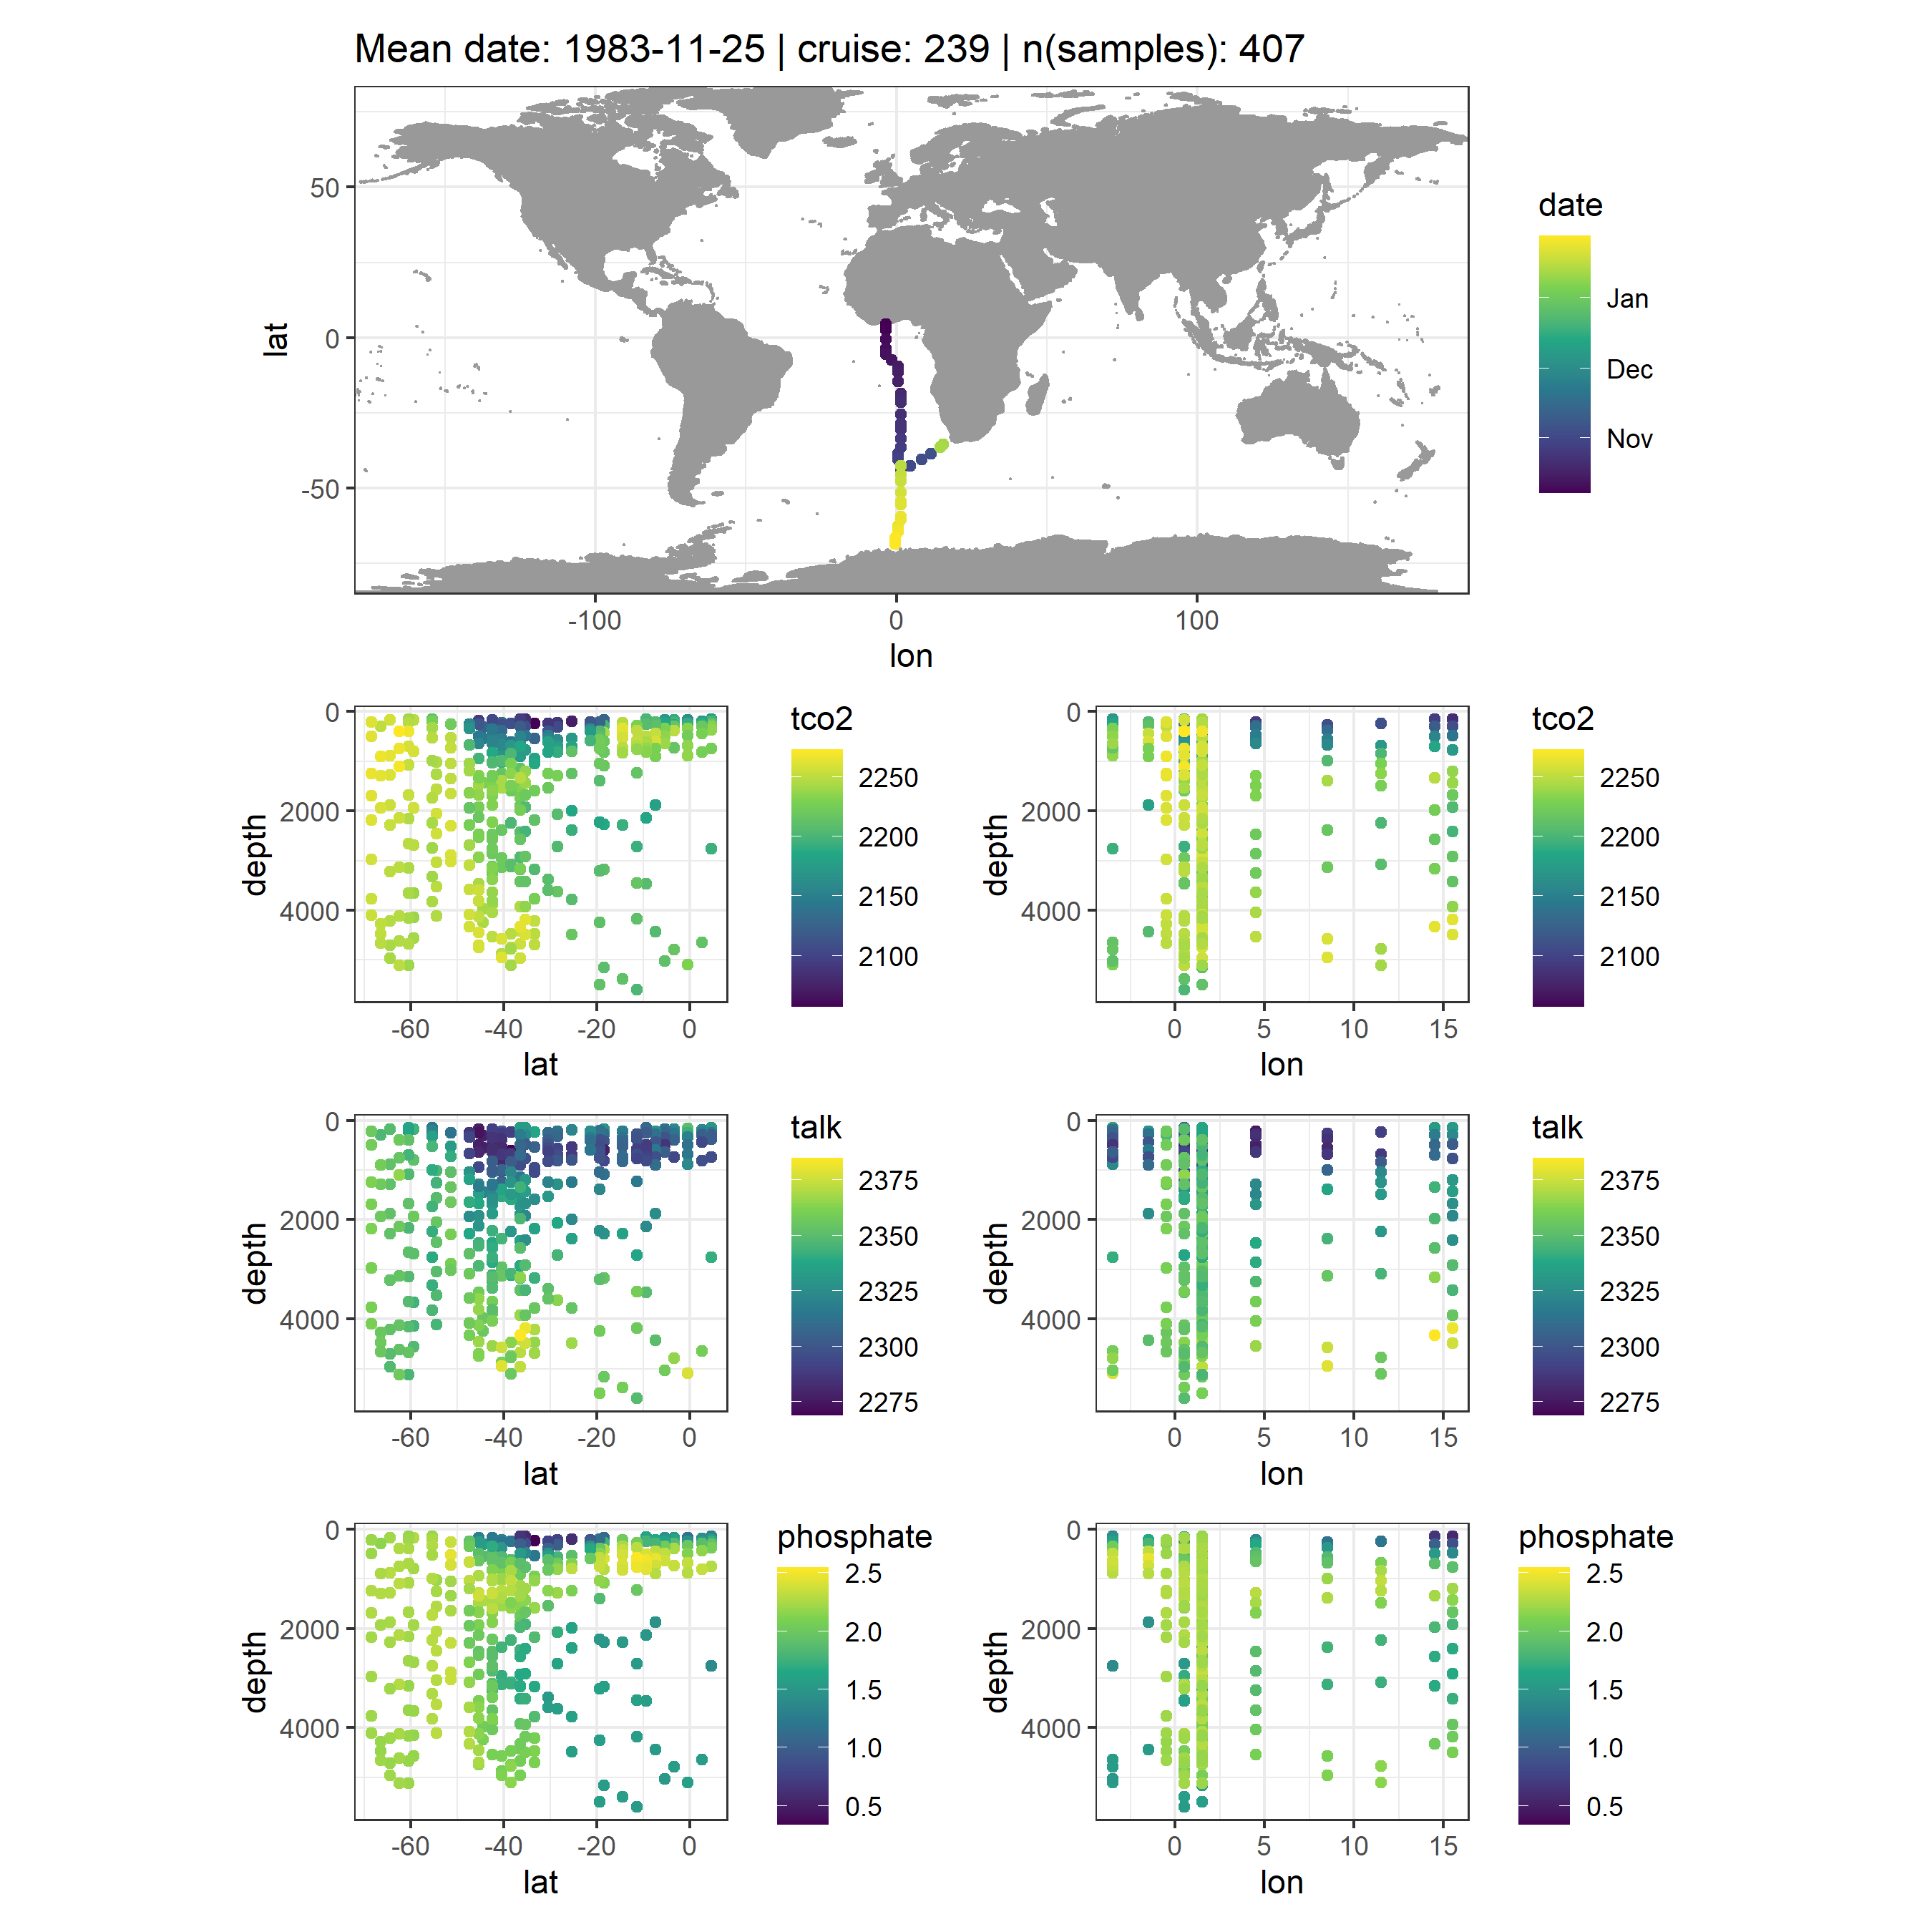 Mean date: 1983-11-25 | cruise: 239 | n(samples): 407
date
Jan
Dec
Nov
lat
50
0
-50
-100 0 100
lon
tco2
2250
2200
2150
2100
depth
0
2000
4000
-60 -40 -20 0
lat
tco2
2250
2200
2150
2100
depth
0
2000
4000
0 5 10 15
lon
talk
2375
2350
2325
2300
2275
depth
0
2000
4000
-60 -40 -20 0
lat
talk
2375
2350
2325
2300
2275
depth
0
2000
4000
0 5 10 15
lon
phosphate
2.5
2.0
1.5
1.0
0.5
depth
0
2000
4000
-60 -40 -20 0
lat
phosphate
2.5
2.0
1.5
1.0
0.5
depth
0
2000
4000
0 5 10 15
lon